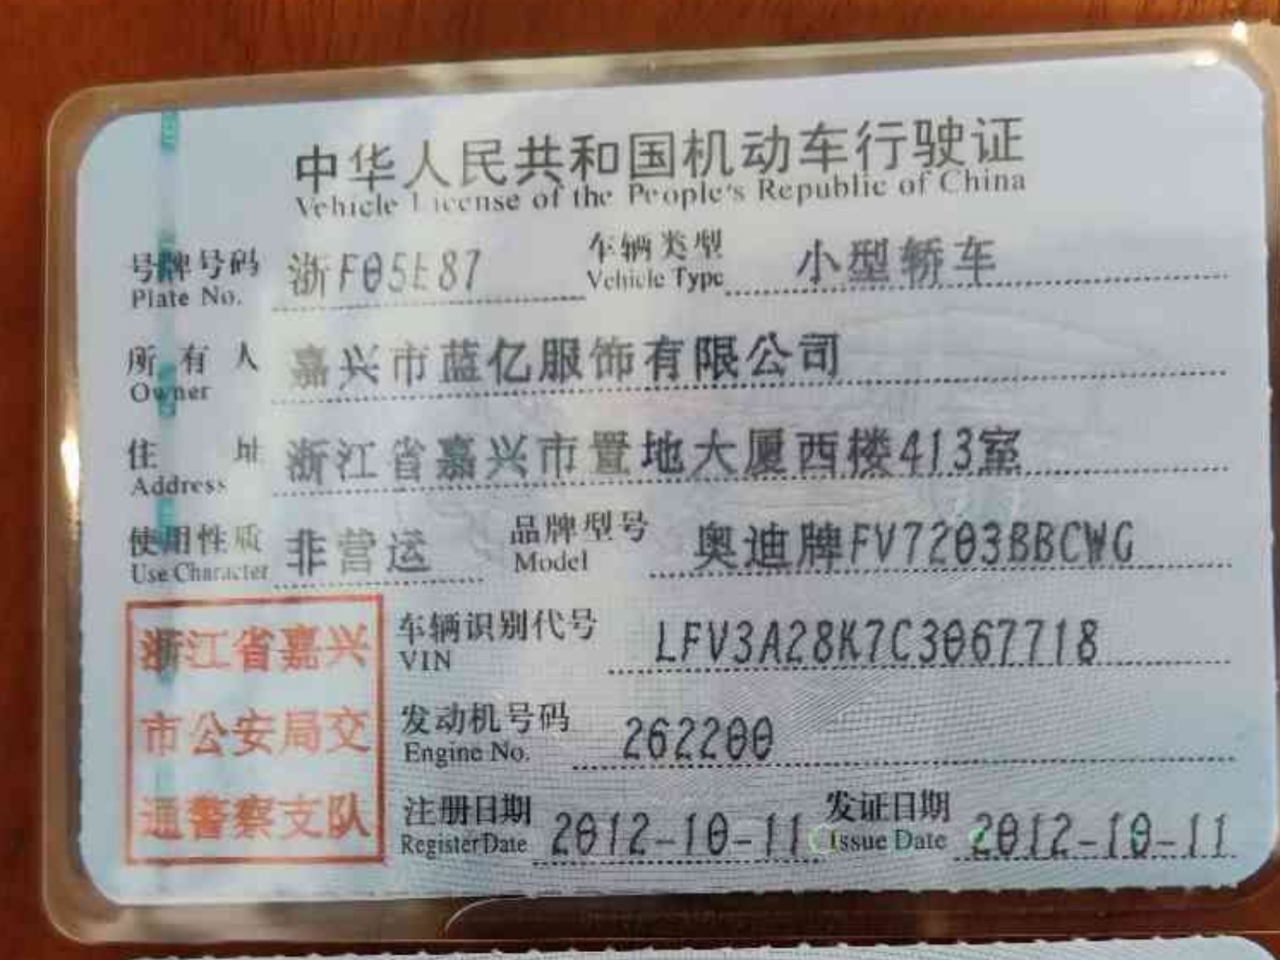 中华人民共和国机动车行驶证
Vehicle License of the People's Republic of China
号牌号码 浙F05E87 车辆类型 小型轿车
Plate No. Vehicle Type
所有人 嘉兴市蓝亿服饰有限公司
Owner
住址 浙江省嘉兴市置地大厦西楼413室
Address
使用性质 非营运 品牌型号 奥迪牌FV7203BBCWG
Use Character Model
浙江省嘉兴
市公安局交
通警察支队
车辆识别代号 LFV3A28K7C3067718
VIN
发动机号码 262200
Engine No.
注册日期 2012-10-11 发证日期 2012-10-11
Register Date Issue Date